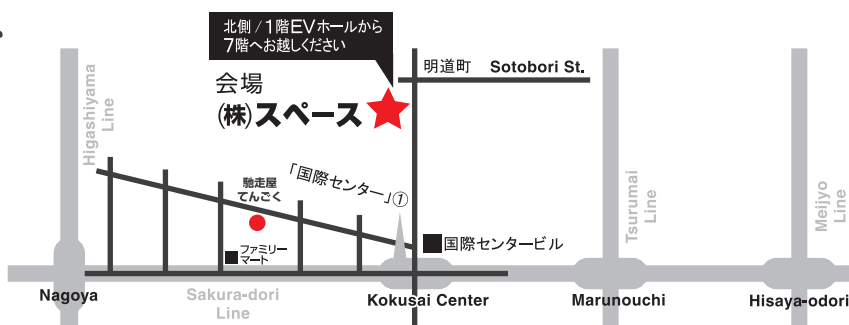 北側/1階EVホールから
7階へお越しください
明道町 Sotobori St.
会場
(株)スペース
Higashiyama
Line
「国際センター」①
馳走屋
てんごく
ファミリー
マート
国際センタービル
Tsurumai
Line
Meijyo
Line
Nagoya
Sakura-dori
Line
Kokusai Center
Marunouchi
Hisaya-odori